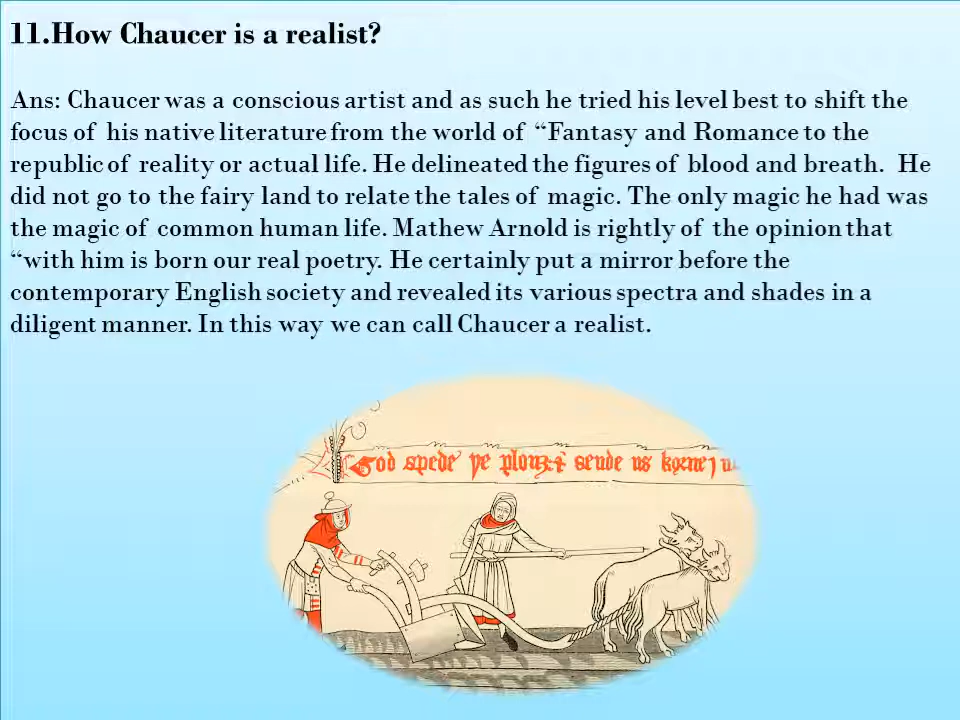 11.How Chaucer is a realist?
Ans: Chaucer was a conscious artist and as such he tried his level best to shift the
focus of his native literature from the world of “Fantasy and Romance to the
republic of reality or actual life. He delineated the figures of blood and breath. He
did not go to the fairy land to relate the tales of magic. The only magic he had was
the magic of common human life. Mathew Arnold is rightly of the opinion that
“with him is born our real poetry. He certainly put a mirror before the
contemporary English society and revealed its various spectra and shades in a
diligent manner. In this way we can call Chaucer a realist.
God spede ye plouȝ & sende us korne